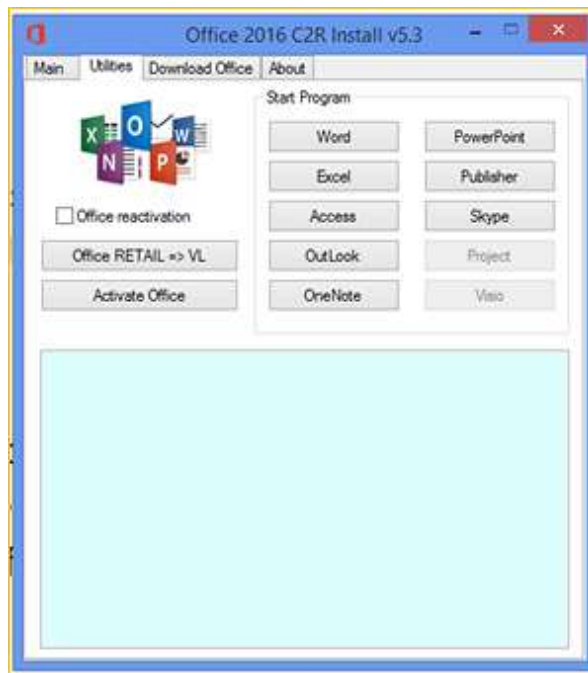 Office 2016 C2R Install v5.3
Main Utilities Download Office About
Start Program
Word PowerPoint
Excel Publisher
Access Skype
Office reactivation
Office RETAIL => VL
OutLook Project
Activate Office
OneNote Visio